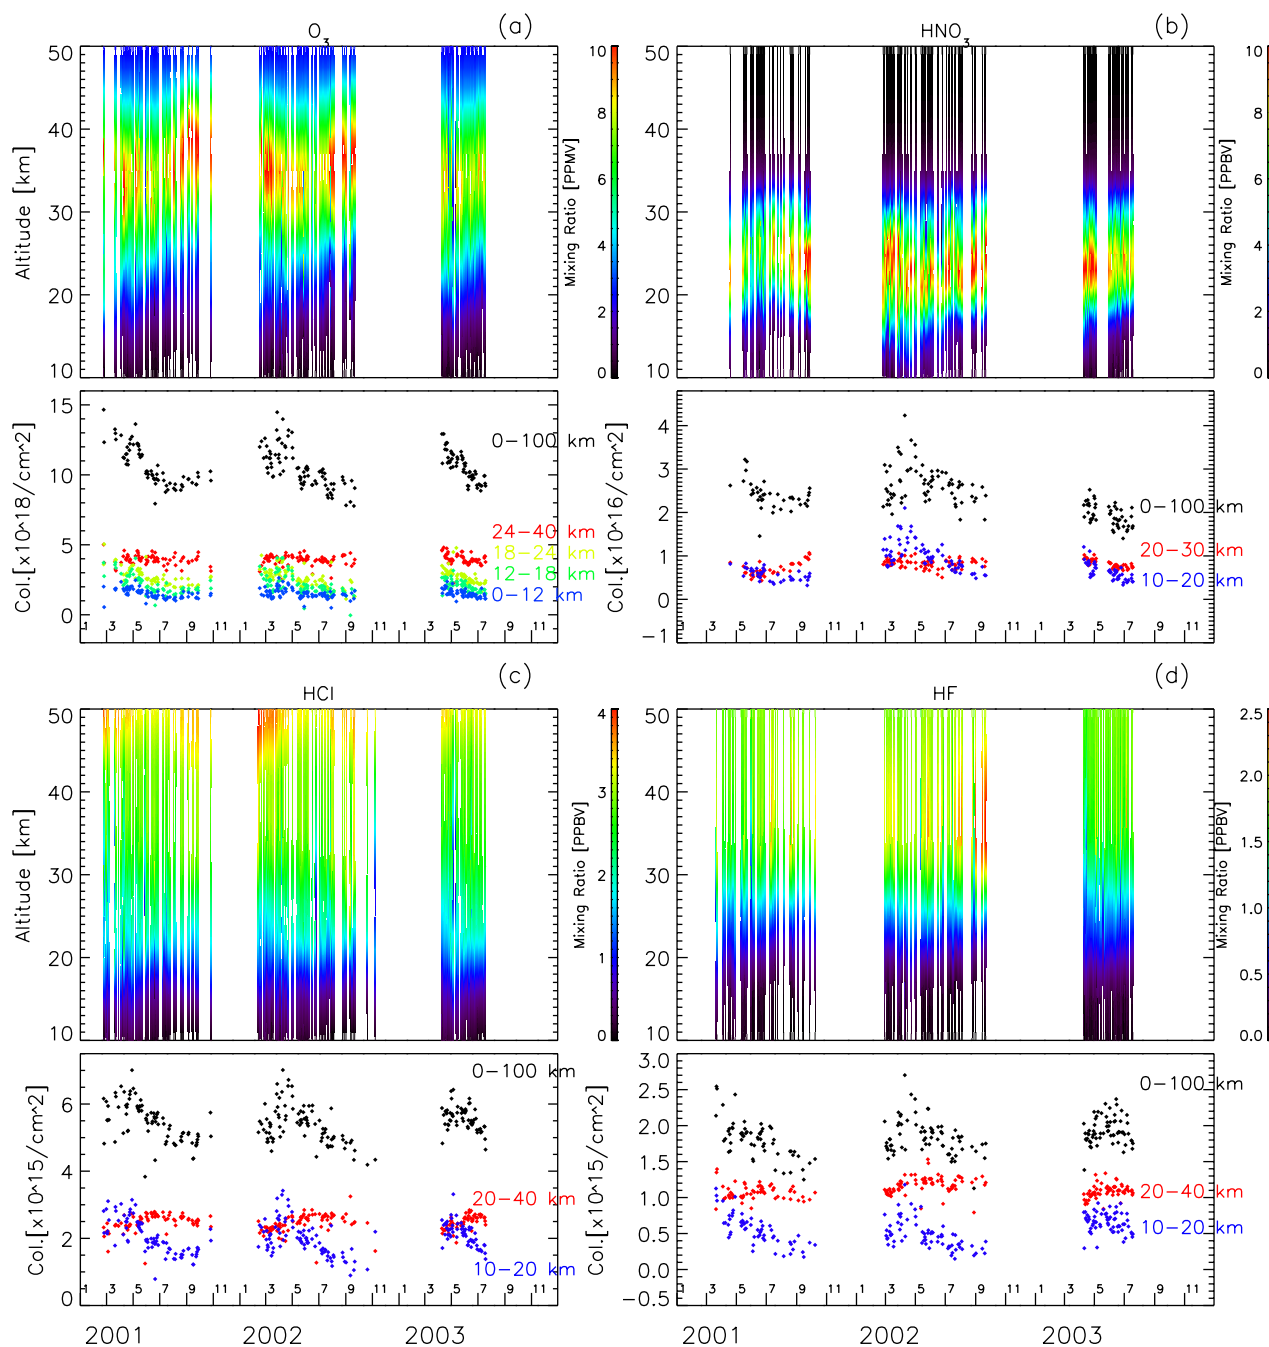 O3 (a)
50
40
30
20
10
Altitude [km]
10
8
6
4
2
0
Mixing Ratio [PPMV]
HNO3 (b)
50
40
30
20
10
10
8
6
4
2
0
Mixing Ratio [PPBV]
15
10
5
0
Col.[x10^18/cm^2]
0-100 km
24-40 km
18-24 km
12-18 km
0-12 km
1 3 5 7 9 1 3 5 7 9 11 1 3 5 7 9 11
4
3
2
1
0
-1
Col.[x10^16/cm^2]
0-100 km
20-30 km
10-20 km
1 3 5 7 9 11 1 3 5 7 9 11 1 3 5 7 9 11
HCl (c)
50
40
30
20
10
Altitude [km]
4
3
2
1
0
Mixing Ratio [PPBV]
HF (d)
50
40
30
20
10
2.5
2.0
1.5
1.0
0.5
0.0
Mixing Ratio [PPBV]
6
4
2
0
Col.[x10^15/cm^2]
0-100 km
20-40 km
10-20 km
1 3 5 7 9 11 1 3 5 7 9 11 1 3 5 7 9 11
3.0
2.5
2.0
1.5
1.0
0.5
0.0
-0.5
Col.[x10^15/cm^2]
0-100 km
20-40 km
10-20 km
1 3 5 7 9 11 1 3 5 7 9 11 1 3 5 7 9 11
2001 2002 2003
2001 2002 2003